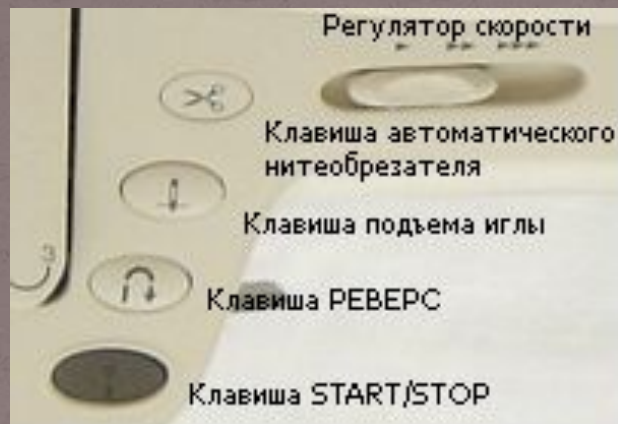 Регулятор скорости
Клавиша автоматического
нитеобрезателя
Клавиша подъема иглы
Клавиша РЕВЕРС
Клавиша START/STOP